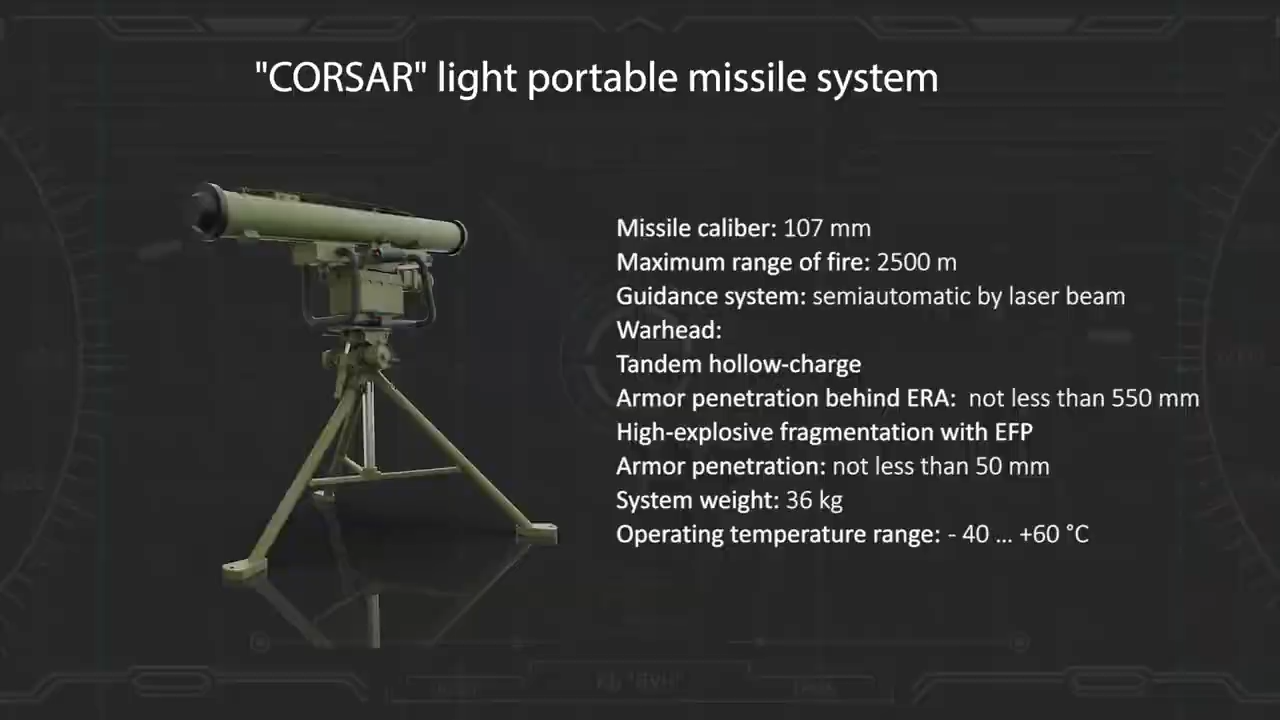 "CORSAR" light portable missile system
Missile caliber: 107 mm
Maximum range of fire: 2500 m
Guidance system: semiautomatic by laser beam
Warhead:
Tandem hollow-charge
Armor penetration behind ERA: not less than 550 mm
High-explosive fragmentation with EFP
Armor penetration: not less than 50 mm
System weight: 36 kg
Operating temperature range: - 40 ... +60 °C